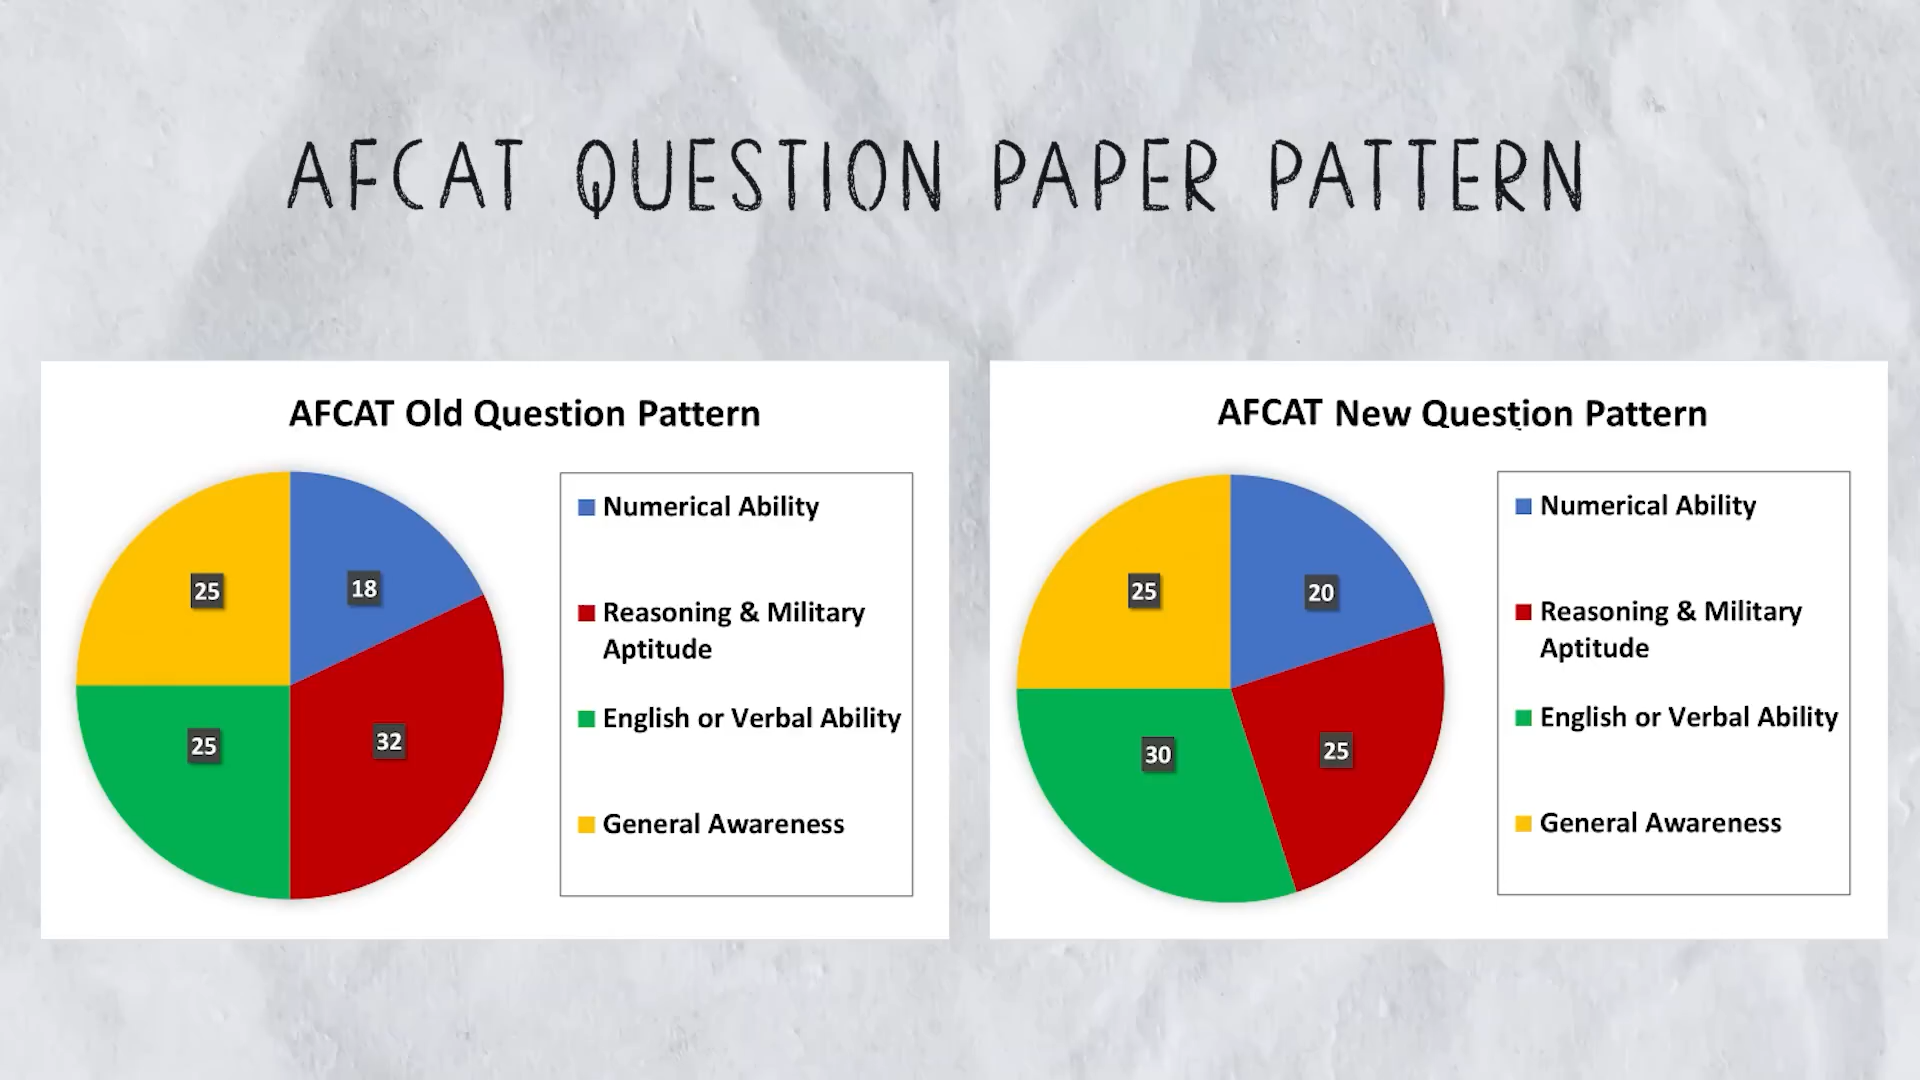 AFCAT QUESTION PAPER PATTERN
AFCAT Old Question Pattern
25
18
25
32
Numerical Ability
Reasoning & Military
Aptitude
English or Verbal Ability
General Awareness
AFCAT New Question Pattern
25
20
30
25
Numerical Ability
Reasoning & Military
Aptitude
English or Verbal Ability
General Awareness